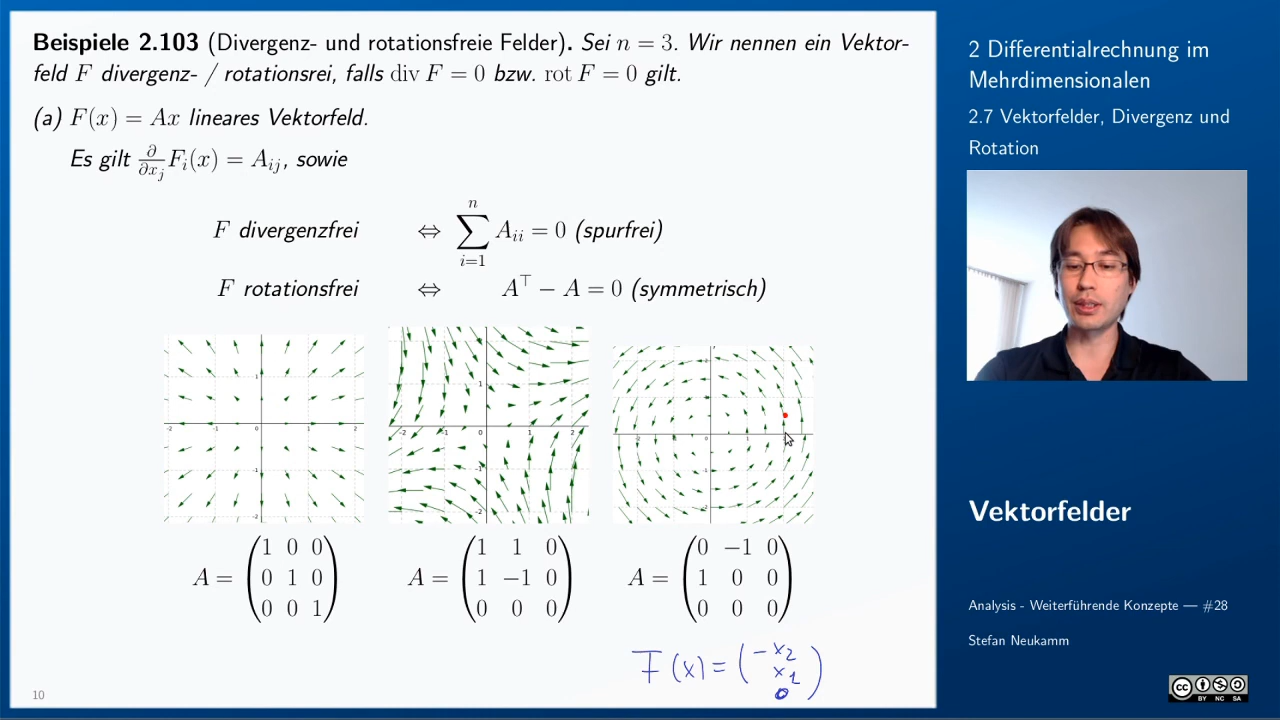 Beispiele 2.103 (Divergenz- und rotationsfreie Felder). Sei n = 3. Wir nennen ein Vektor-
feld F divergenz- / rotationsrei, falls div F = 0 bzw. rot F = 0 gilt.
(a) F(x) = Ax lineares Vektorfeld.
Es gilt ∂/∂x_j F_i(x) = A_ij, sowie
F divergenzfrei ⇔ ∑_{i=1}^{n} A_ii = 0 (spurfrei)
F rotationsfrei ⇔ A^⊤ − A = 0 (symmetrisch)
A = (1 0 0; 0 1 0; 0 0 1)
A = (1 1 0; 1 −1 0; 0 0 0)
A = (0 −1 0; 1 0 0; 0 0 0)
F(x) = (−x_2; x_1; 0)
10
2 Differentialrechnung im
Mehrdimensionalen
2.7 Vektorfelder, Divergenz und
Rotation
Vektorfelder
Analysis - Weiterführende Konzepte — #28
Stefan Neukamm
CC BY NC SA